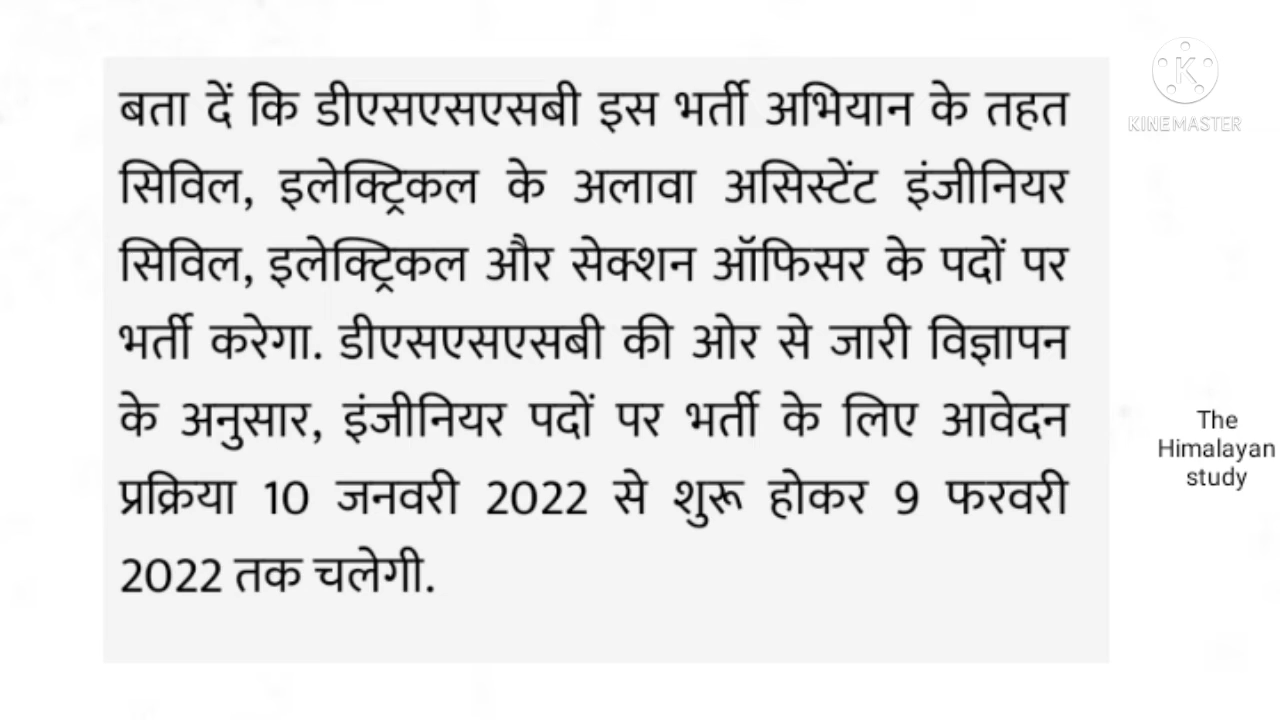 बता दें कि डीएसएसएसबी इस भर्ती अभियान के तहत
सिविल, इलेक्ट्रिकल के अलावा असिस्टेंट इंजीनियर
सिविल, इलेक्ट्रिकल और सेक्शन ऑफिसर के पदों पर
भर्ती करेगा. डीएसएसएसबी की ओर से जारी विज्ञापन
के अनुसार, इंजीनियर पदों पर भर्ती के लिए आवेदन
प्रक्रिया 10 जनवरी 2022 से शुरू होकर 9 फरवरी
2022 तक चलेगी.
K
KINEMASTER
The
Himalayan
study